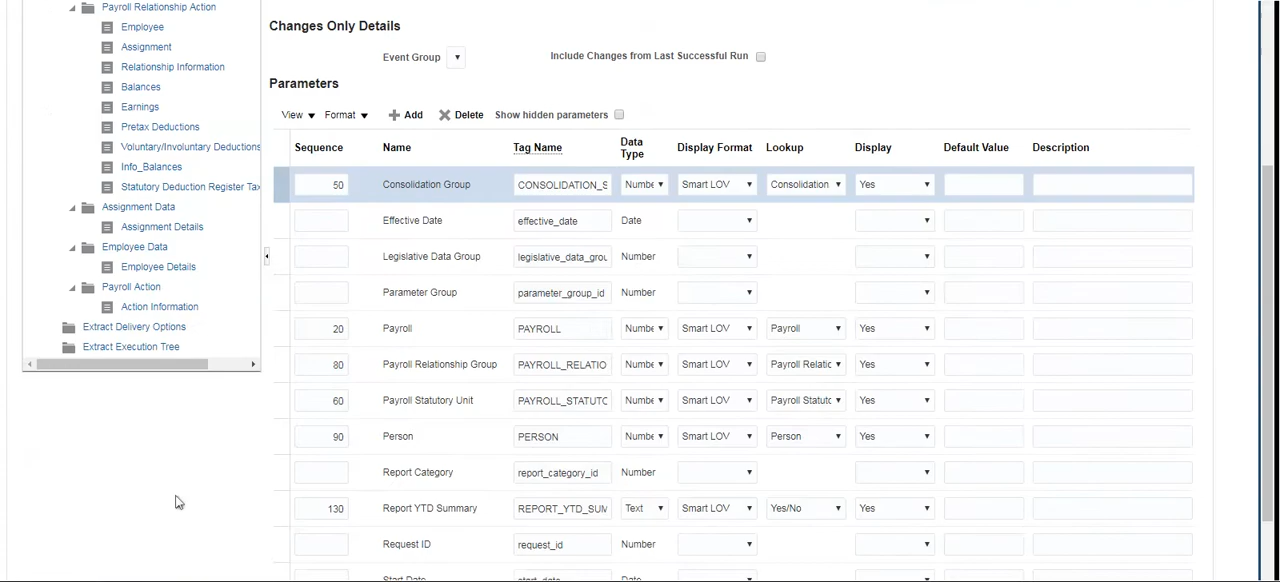 Payroll Relationship Action
Employee
Assignment
Relationship Information
Balances
Earnings
Pretax Deductions
Voluntary/Involuntary Deductions
Info_Balances
Statutory Deduction Register Tax
Assignment Data
Assignment Details
Employee Data
Employee Details
Payroll Action
Action Information
Extract Delivery Options
Extract Execution Tree
Changes Only Details
Event Group Include Changes from Last Successful Run
Parameters
View Format Add Delete Show hidden parameters
Sequence Name Tag Name Data Type Display Format Lookup Display Default Value Description
50 Consolidation Group CONSOLIDATION_S Numbe Smart LOV Consolidation Yes
Effective Date effective_date Date
Legislative Data Group legislative_data_grou Number
Parameter Group parameter_group_id Number
20 Payroll PAYROLL Numbe Smart LOV Payroll Yes
80 Payroll Relationship Group PAYROLL_RELATIO Numbe Smart LOV Payroll Relatic Yes
60 Payroll Statutory Unit PAYROLL_STATUTC Numbe Smart LOV Payroll Statutc Yes
90 Person PERSON Numbe Smart LOV Person Yes
Report Category report_category_id Number
130 Report YTD Summary REPORT_YTD_SUM Text Smart LOV Yes/No Yes
Request ID request_id Number
Start Date start_date Date